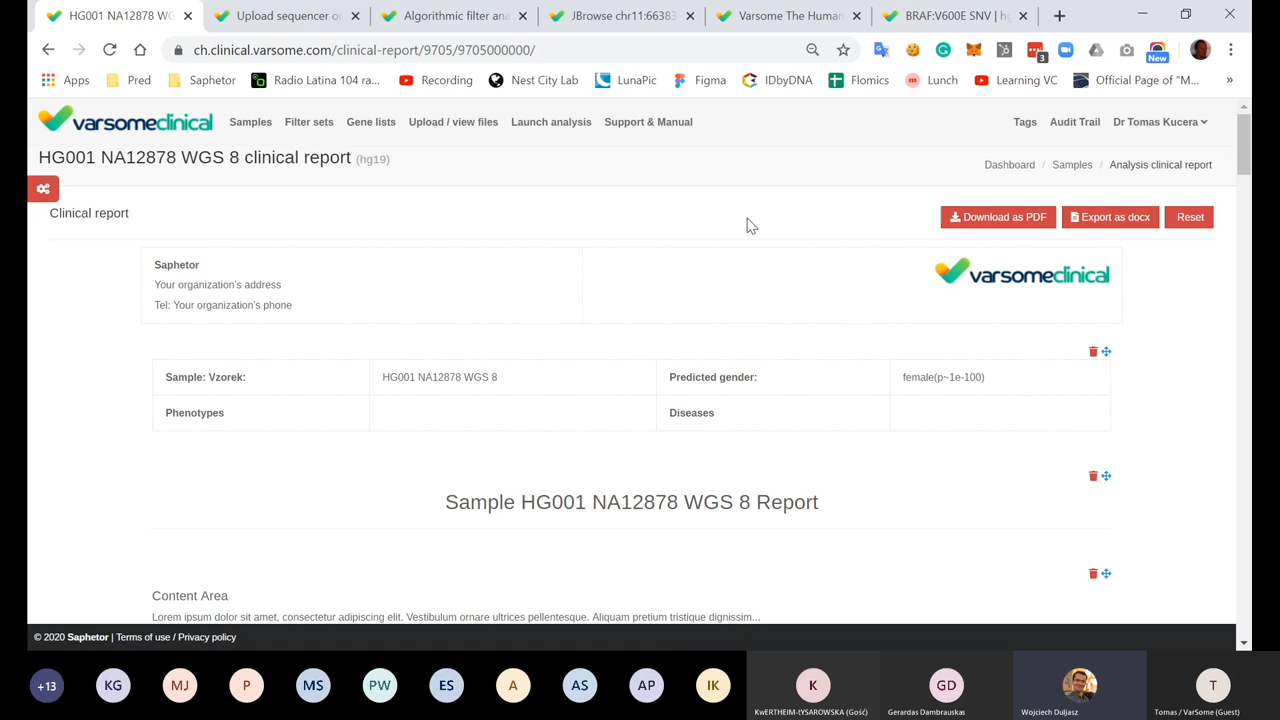 HG001 NA12878 WG
Upload sequencer o
Algorithmic filter ana
JBrowse chr11:66383
Varsome The Human
BRAF:V600E SNV | hg
ch.clinical.varsome.com/clinical-report/9705/9705000000/
3
New
Apps
Pred
Saphetor
Radio Latina 104 ra...
Recording
Nest City Lab
LunaPic
Figma
IDbyDNA
Flomics
Lunch
Learning VC
Official Page of "M...
»
varsomeclinical
Samples
Filter sets
Gene lists
Upload / view files
Launch analysis
Support & Manual
Tags
Audit Trail
Dr Tomas Kucera
HG001 NA12878 WGS 8 clinical report (hg19)
Dashboard / Samples / Analysis clinical report
Clinical report
Download as PDF
Export as docx
Reset
Saphetor
Your organization's address
Tel: Your organization's phone
varsomeclinical
Sample: Vzorek:
HG001 NA12878 WGS 8
Predicted gender:
female(p~1e-100)
Phenotypes
Diseases
Sample HG001 NA12878 WGS 8 Report
Content Area
Lorem ipsum dolor sit amet, consectetur adipiscing elit. Vestibulum ornare ultrices pellentesque. Aliquam pretium tristique dignissim...
© 2020 Saphetor | Terms of use / Privacy policy
+13
KG
MJ
P
MS
PW
ES
A
AS
AP
IK
K
GD
T
KwERTHEIM-tYSAROWSKA (Gość)
Gerardas Dambrauskas
Wojciech Duljasz
Tomas / VarSome (Guest)